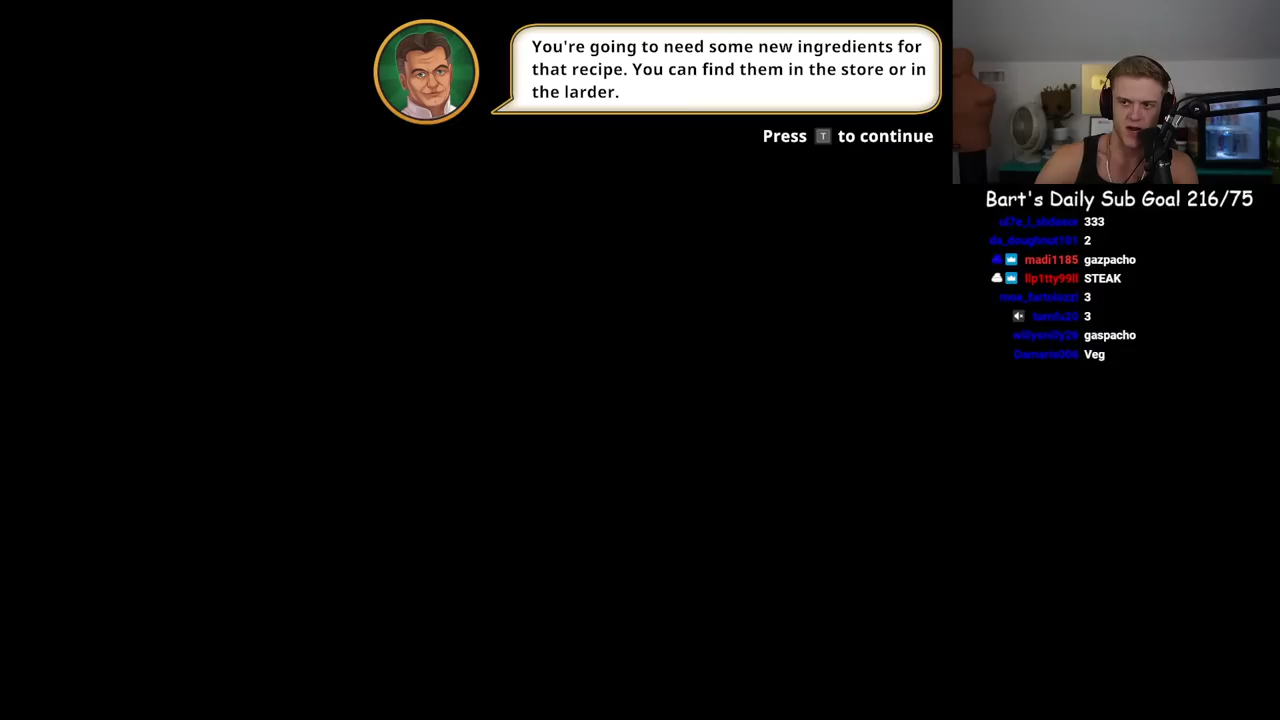 You're going to need some new ingredients for
that recipe. You can find them in the store or in
the larder.
Press T to continue
Bart's Daily Sub Goal 216/75
333
2
madi1185 gazpacho
llp1tty99ll STEAK
3
3
gaspacho
Veg